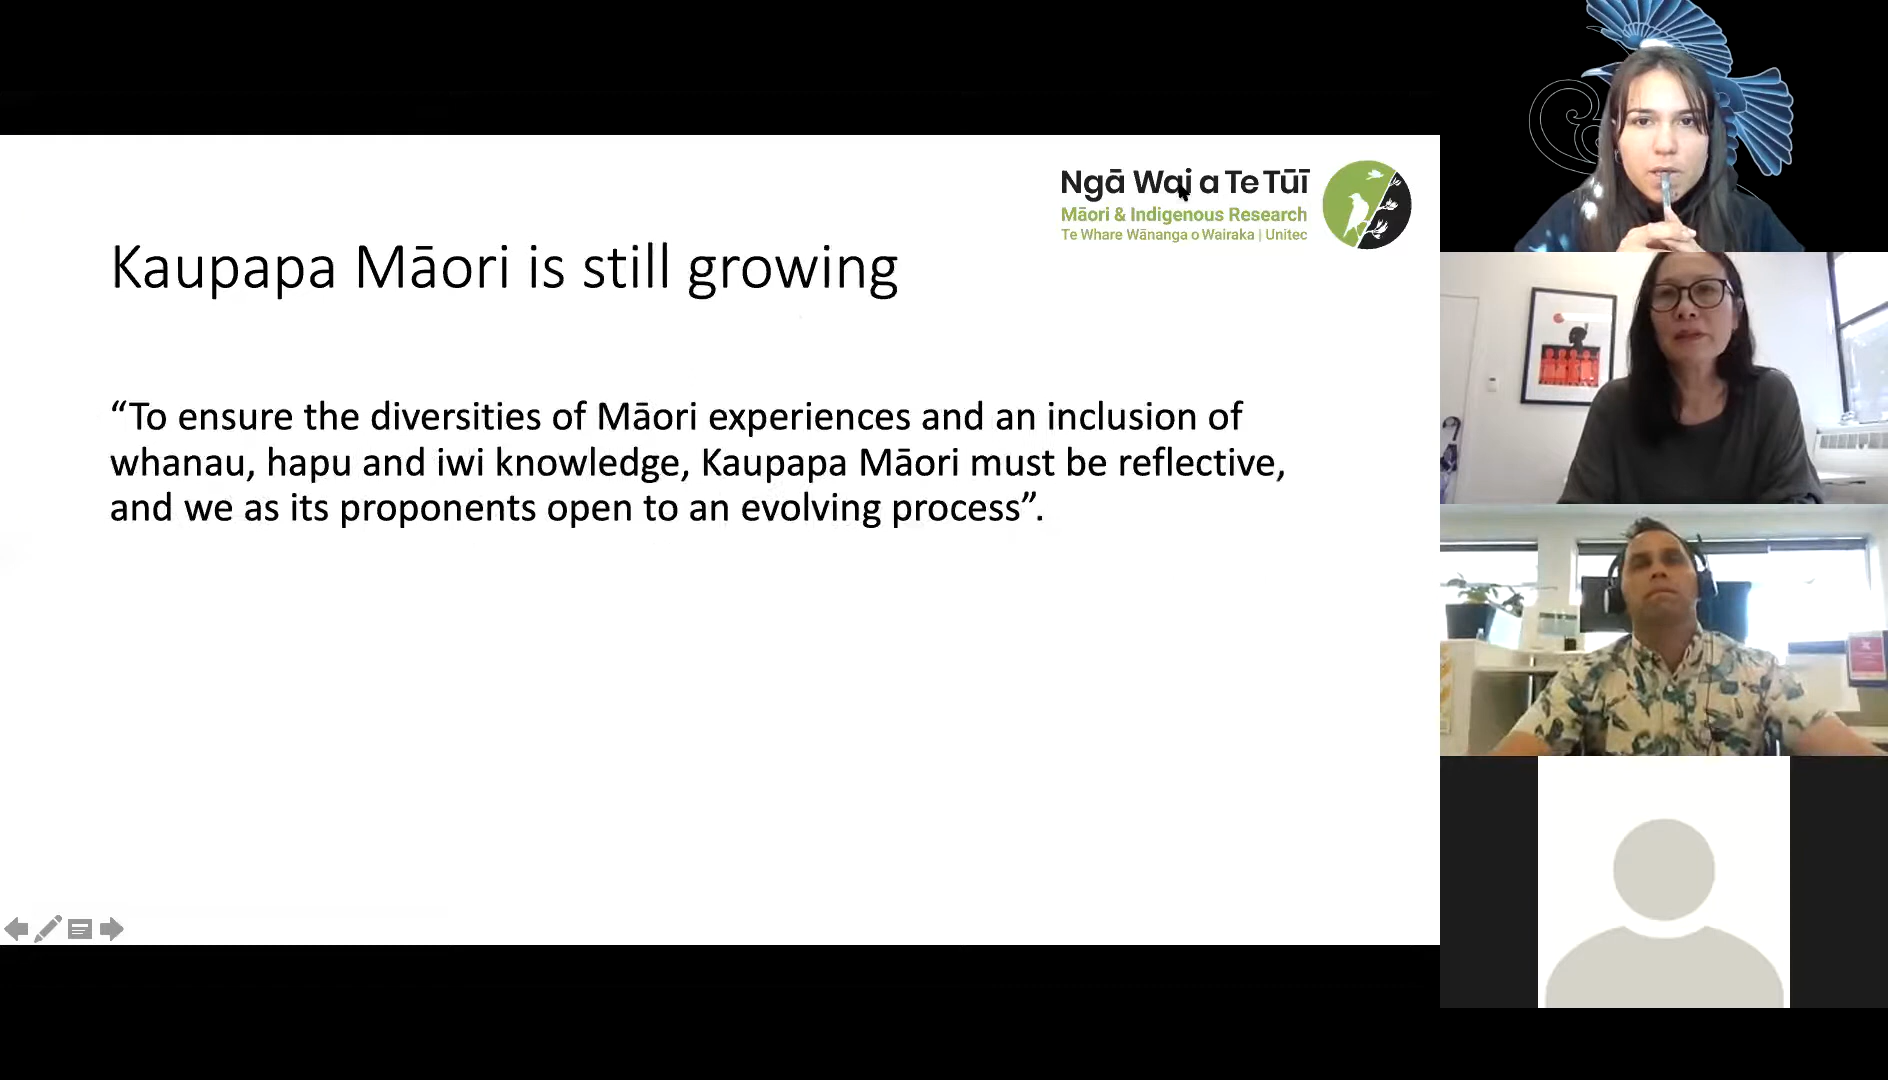 Ngā Wai a Te Tūī
Māori & Indigenous Research
Te Whare Wānanga o Wairaka | Unitec
Kaupapa Māori is still growing
“To ensure the diversities of Māori experiences and an inclusion of
whanau, hapu and iwi knowledge, Kaupapa Māori must be reflective,
and we as its proponents open to an evolving process”.